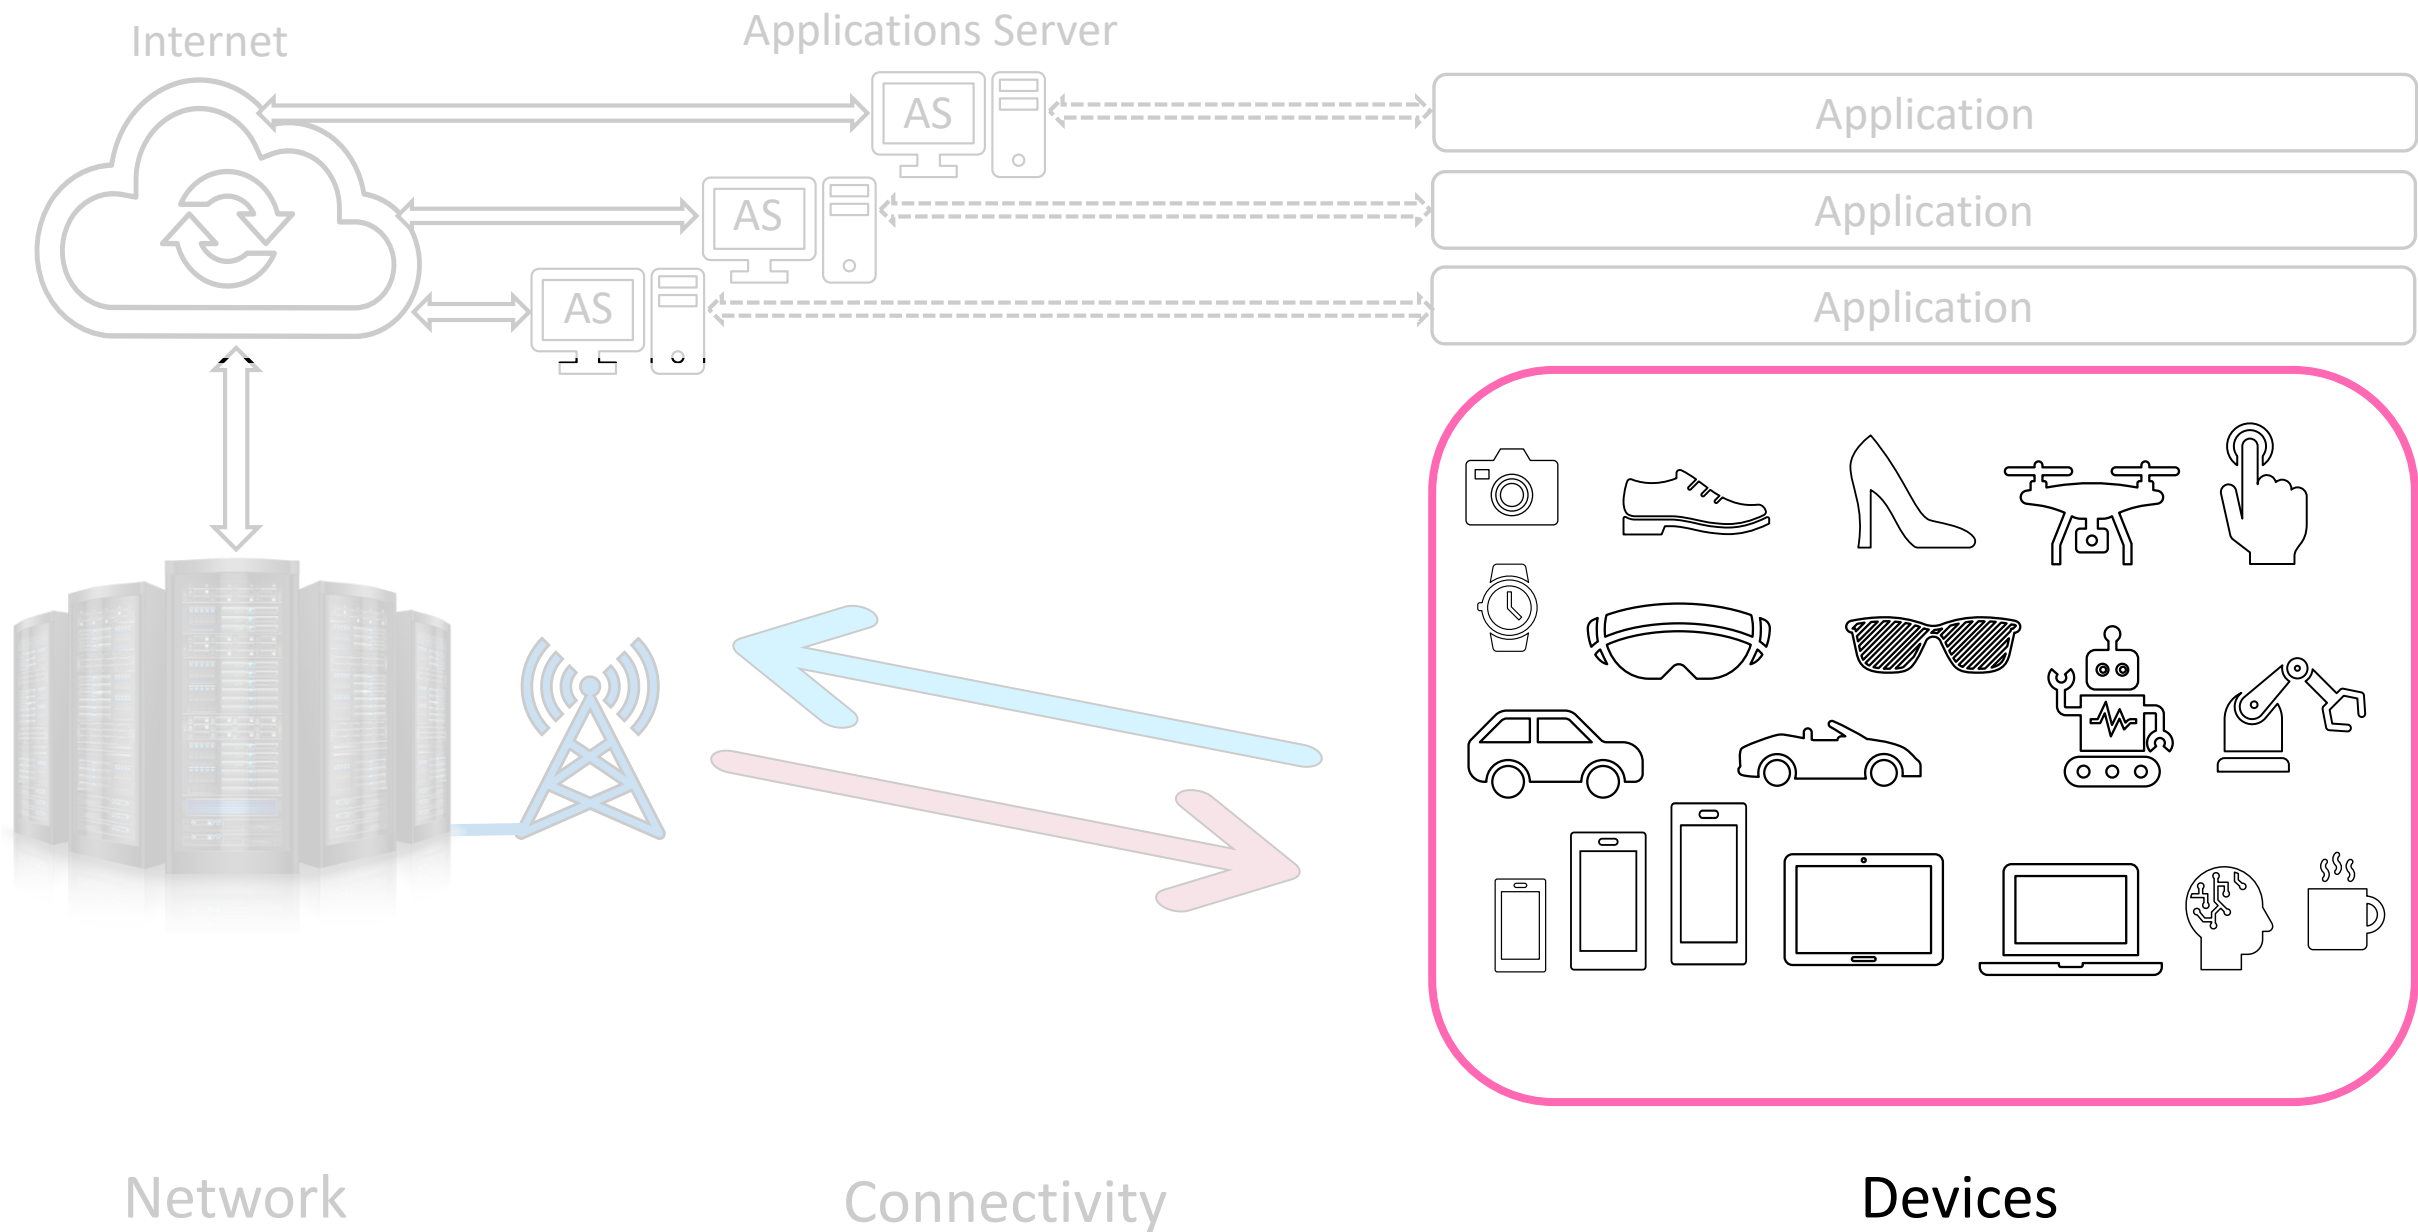 Internet
Applications Server
AS
Application
AS
Application
AS
Application
Network
Connectivity
Devices